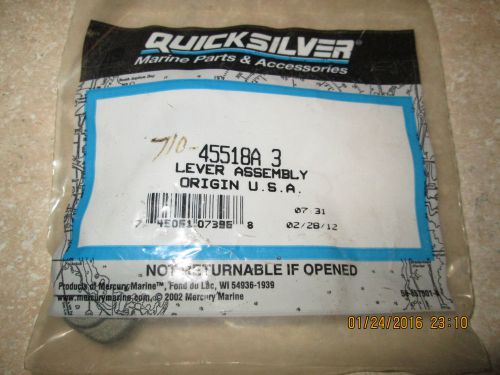 QUICKSILVER
Marine Parts & Accessories
710-45518A 3
LEVER ASSEMBLY
ORIGIN U.S.A.
07:31
02/28/12
NOT RETURNABLE IF OPENED
Products of Mercury Marine™, Fond du Lac, WI 54936-1939
www.mercurymarine.com, © 2002 Mercury Marine
01/24/2016 23:10